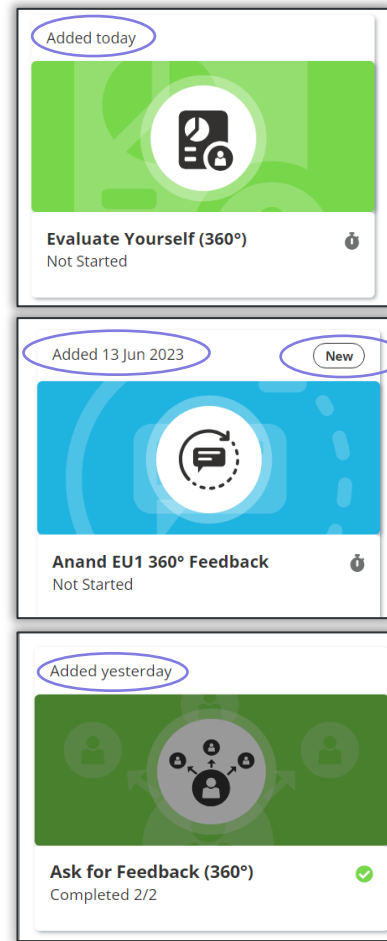 Added today
Evaluate Yourself (360°)
Not Started
Added 13 Jun 2023
New
Anand EU1 360° Feedback
Not Started
Added yesterday
Ask for Feedback (360°)
Completed 2/2